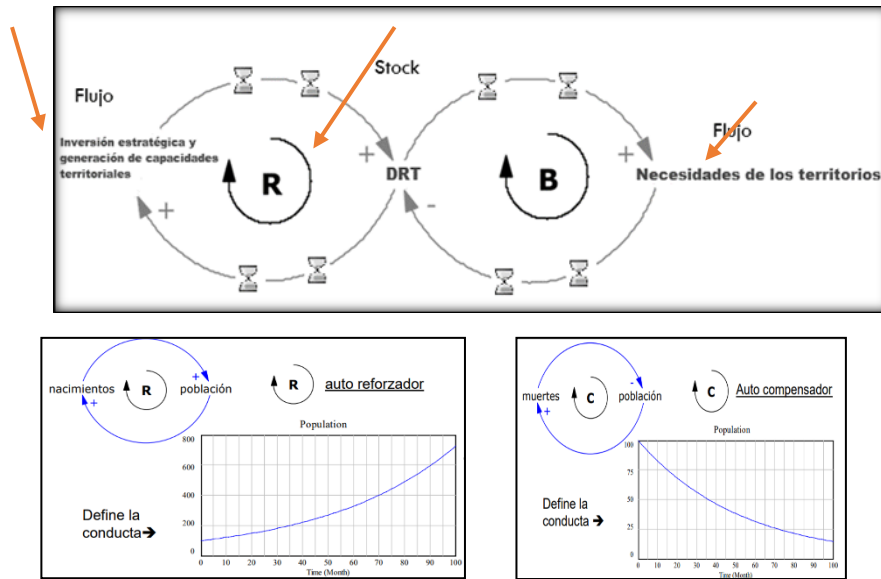 Flujo
Stock
Flujo
Inversión estratégica y
generación de capacidades
territoriales
+
R
+
DRT
-
B
+
Necesidades de los territorios
nacimientos
+
R
+
población
R
auto reforzador
Population
800
600
400
200
0
0 10 20 30 40 50 60 70 80 90 100
Time (Month)
Define la
conducta➔
muertes
+
C
-
población
C
Auto compensador
Population
100
75
50
25
0
0 10 20 30 40 50 60 70 80 90 100
Time (Month)
Define la
conducta ➔